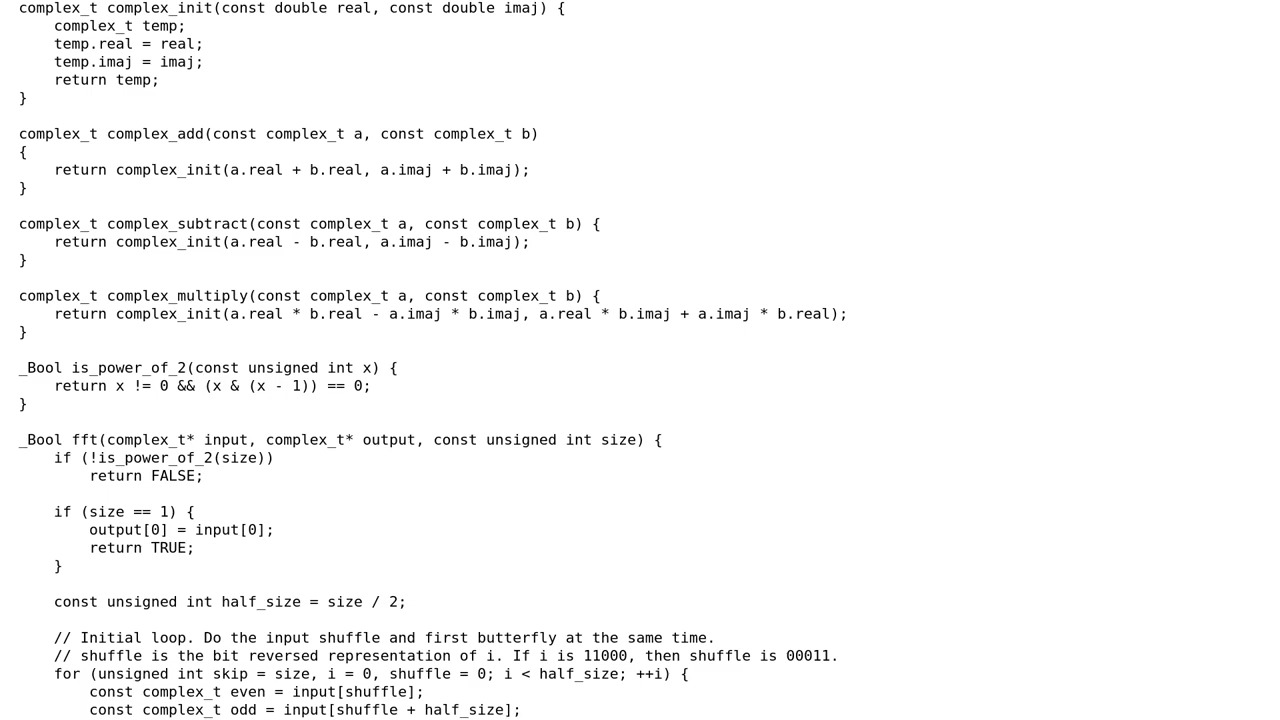 complex_t complex_init(const double real, const double imaj) {
    complex_t temp;
    temp.real = real;
    temp.imaj = imaj;
    return temp;
}

complex_t complex_add(const complex_t a, const complex_t b)
{
    return complex_init(a.real + b.real, a.imaj + b.imaj);
}

complex_t complex_subtract(const complex_t a, const complex_t b) {
    return complex_init(a.real - b.real, a.imaj - b.imaj);
}

complex_t complex_multiply(const complex_t a, const complex_t b) {
    return complex_init(a.real * b.real - a.imaj * b.imaj, a.real * b.imaj + a.imaj * b.real);
}

_Bool is_power_of_2(const unsigned int x) {
    return x != 0 && (x & (x - 1)) == 0;
}

_Bool fft(complex_t* input, complex_t* output, const unsigned int size) {
    if (!is_power_of_2(size))
        return FALSE;

    if (size == 1) {
        output[0] = input[0];
        return TRUE;
    }

    const unsigned int half_size = size / 2;

    // Initial loop. Do the input shuffle and first butterfly at the same time.
    // shuffle is the bit reversed representation of i. If i is 11000, then shuffle is 00011.
    for (unsigned int skip = size, i = 0, shuffle = 0; i < half_size; ++i) {
        const complex_t even = input[shuffle];
        const complex_t odd = input[shuffle + half_size];